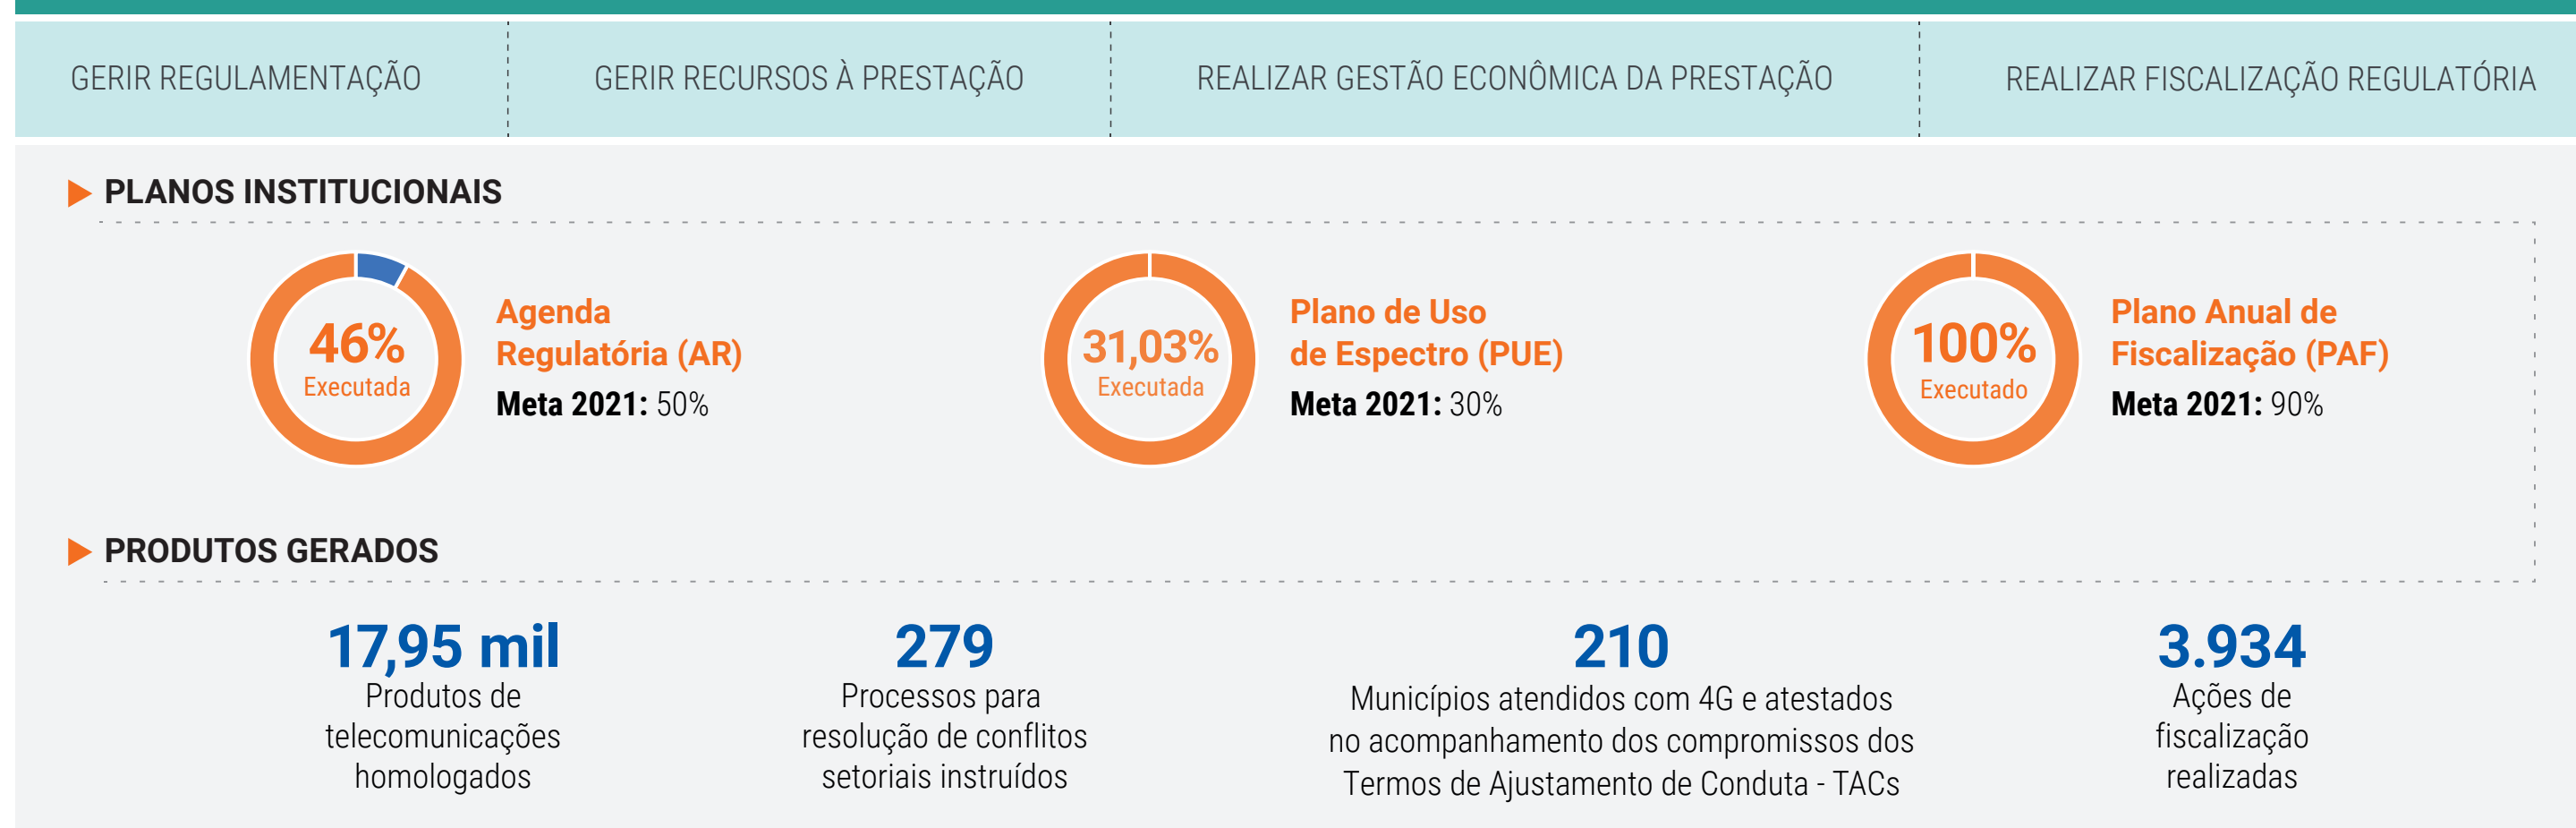 GERIR REGULAMENTAÇÃO
GERIR RECURSOS À PRESTAÇÃO
REALIZAR GESTÃO ECONÔMICA DA PRESTAÇÃO
REALIZAR FISCALIZAÇÃO REGULATÓRIA
PLANOS INSTITUCIONAIS
46%
Executada
Agenda
Regulatória (AR)
Meta 2021: 50%
31,03%
Executada
Plano de Uso
de Espectro (PUE)
Meta 2021: 30%
100%
Executado
Plano Anual de
Fiscalização (PAF)
Meta 2021: 90%
PRODUTOS GERADOS
17,95 mil
Produtos de
telecomunicações
homologados
279
Processos para
resolução de conflitos
setoriais instruídos
210
Municípios atendidos com 4G e atestados
no acompanhamento dos compromissos dos
Termos de Ajustamento de Conduta - TACs
3.934
Ações de
fiscalização
realizadas